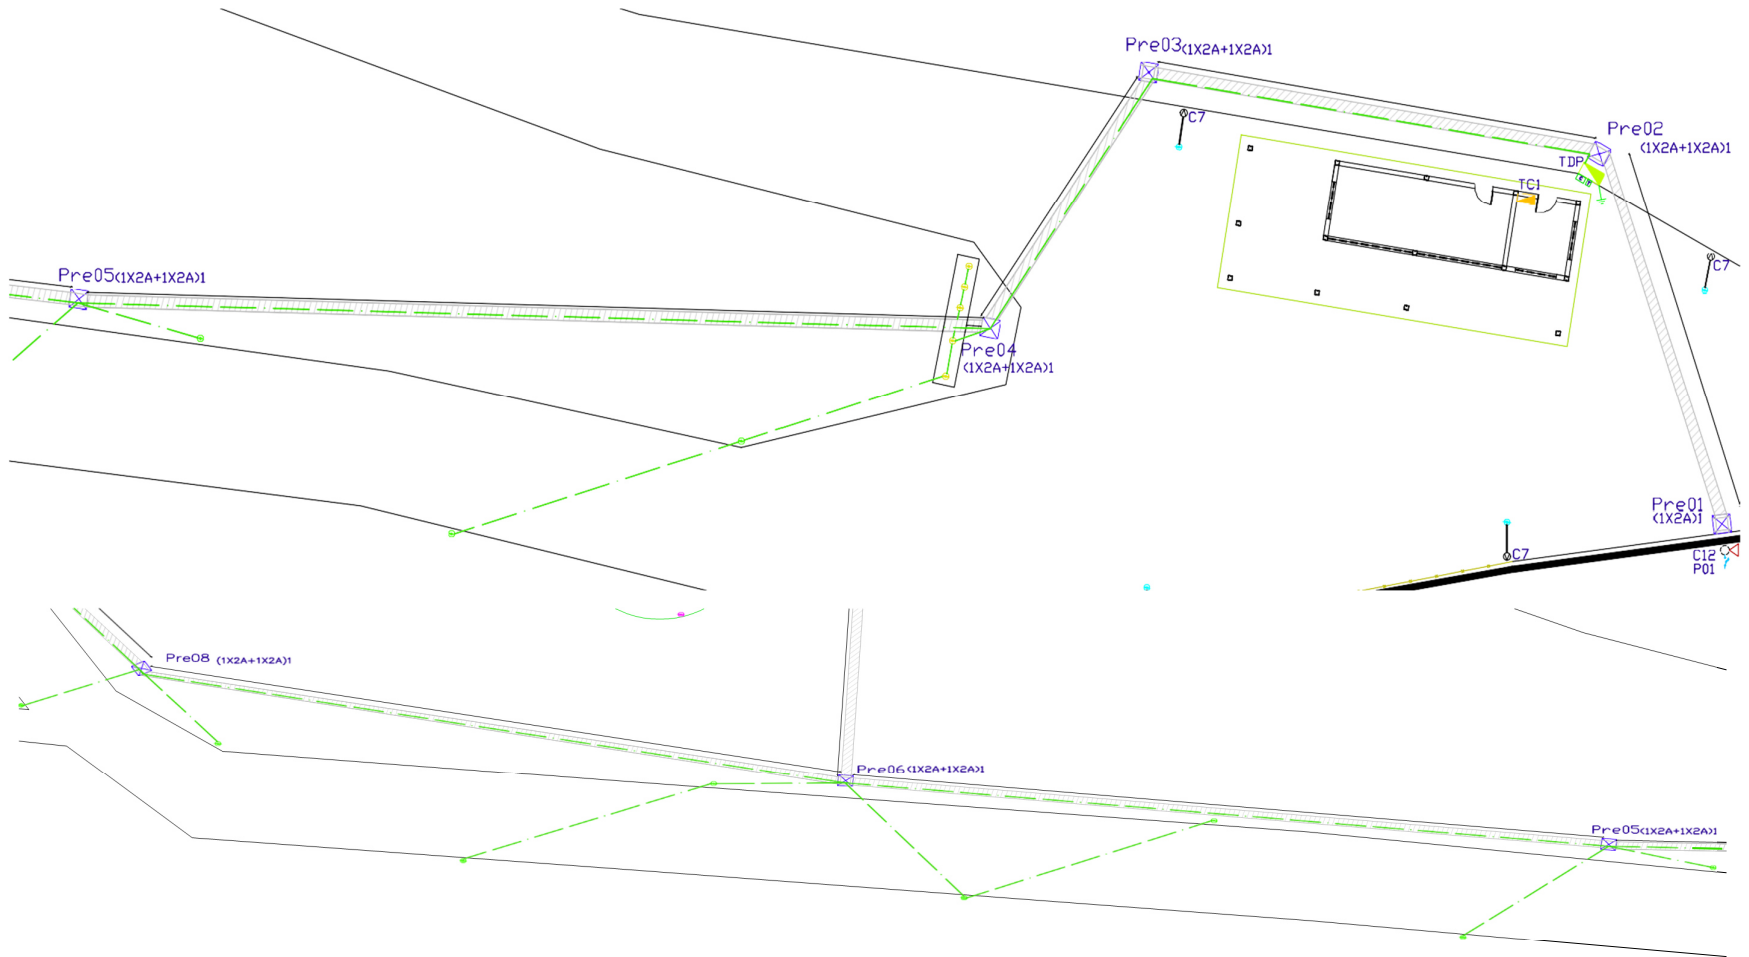 Pre03(1X2A+1X2A)1
C7
Pre02
(1X2A+1X2A)1
TDP
TC1
C7
Pre05(1X2A+1X2A)1
Pre04
(1X2A+1X2A)1
Pre01
(1X2A)1
C7
C12
P01
Pre08 (1X2A+1X2A)1
Pre06(1X2A+1X2A)1
Pre05(1X2A+1X2A)1